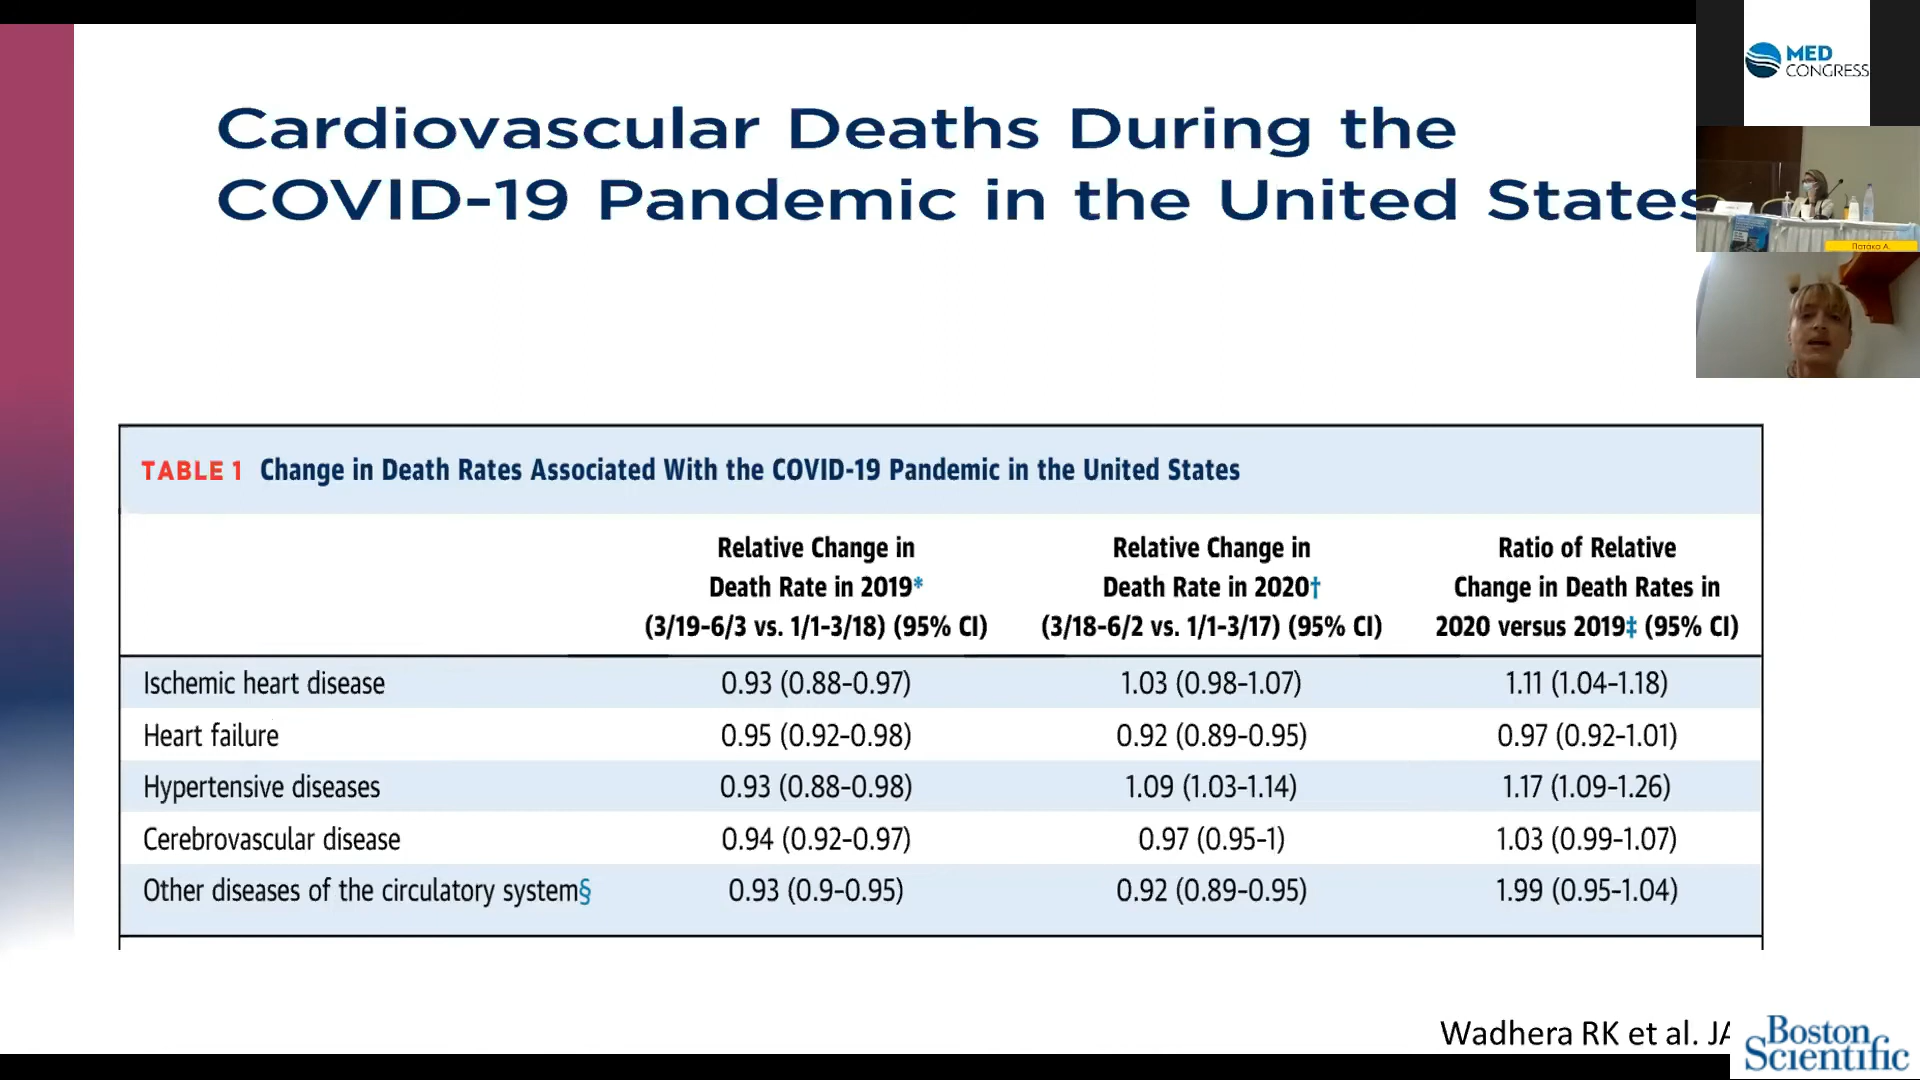 MED
CONGRESS
Cardiovascular Deaths During the
COVID-19 Pandemic in the United States
TABLE 1 Change in Death Rates Associated With the COVID-19 Pandemic in the United States
Relative Change in
Death Rate in 2019*
(3/19-6/3 vs. 1/1-3/18) (95% CI)
Relative Change in
Death Rate in 2020†
(3/18-6/2 vs. 1/1-3/17) (95% CI)
Ratio of Relative
Change in Death Rates in
2020 versus 2019‡ (95% CI)
Ischemic heart disease 0.93 (0.88-0.97) 1.03 (0.98-1.07) 1.11 (1.04-1.18)
Heart failure 0.95 (0.92-0.98) 0.92 (0.89-0.95) 0.97 (0.92-1.01)
Hypertensive diseases 0.93 (0.88-0.98) 1.09 (1.03-1.14) 1.17 (1.09-1.26)
Cerebrovascular disease 0.94 (0.92-0.97) 0.97 (0.95-1) 1.03 (0.99-1.07)
Other diseases of the circulatory system§ 0.93 (0.9-0.95) 0.92 (0.89-0.95) 1.99 (0.95-1.04)
Wadhera RK et al. JA
Boston
Scientific